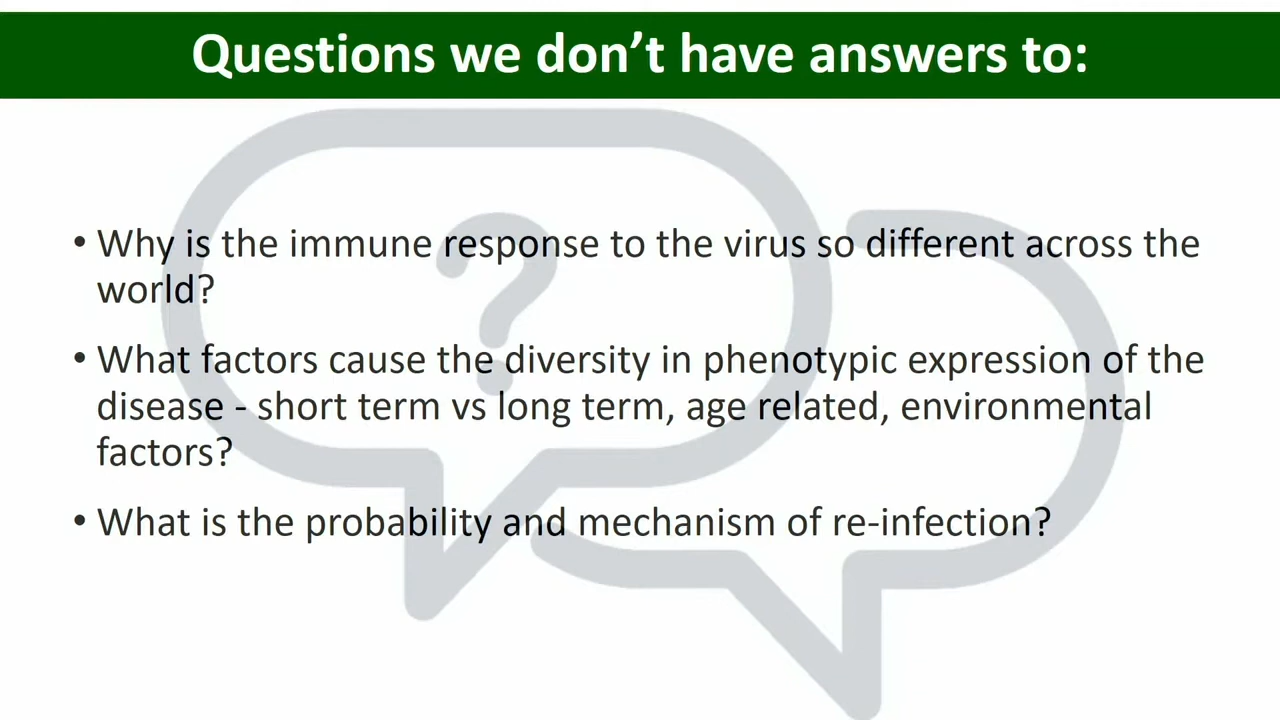 Questions we don’t have answers to:
• Why is the immune response to the virus so different across the
world?
• What factors cause the diversity in phenotypic expression of the
disease - short term vs long term, age related, environmental
factors?
• What is the probability and mechanism of re-infection?